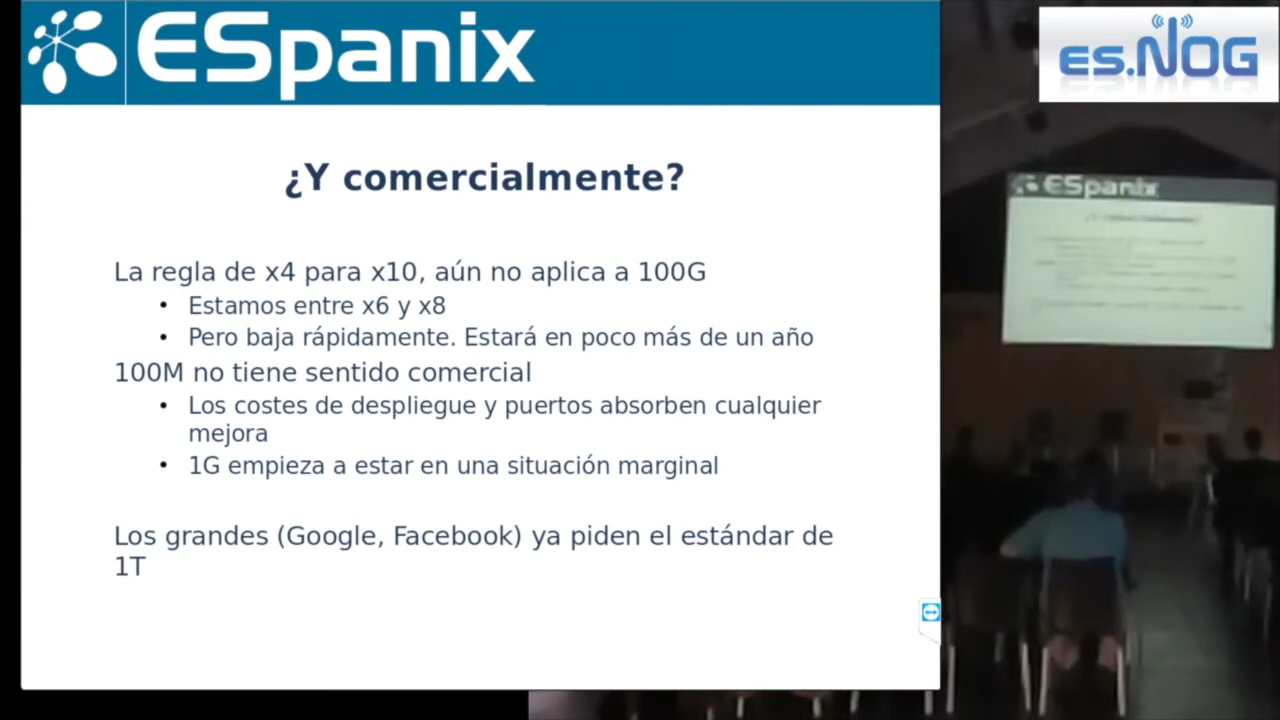 ESpanix
es.NOG
¿Y comercialmente?
La regla de x4 para x10, aún no aplica a 100G
• Estamos entre x6 y x8
• Pero baja rápidamente. Estará en poco más de un año
100M no tiene sentido comercial
• Los costes de despliegue y puertos absorben cualquier
mejora
• 1G empieza a estar en una situación marginal
Los grandes (Google, Facebook) ya piden el estándar de
1T
ESpanix